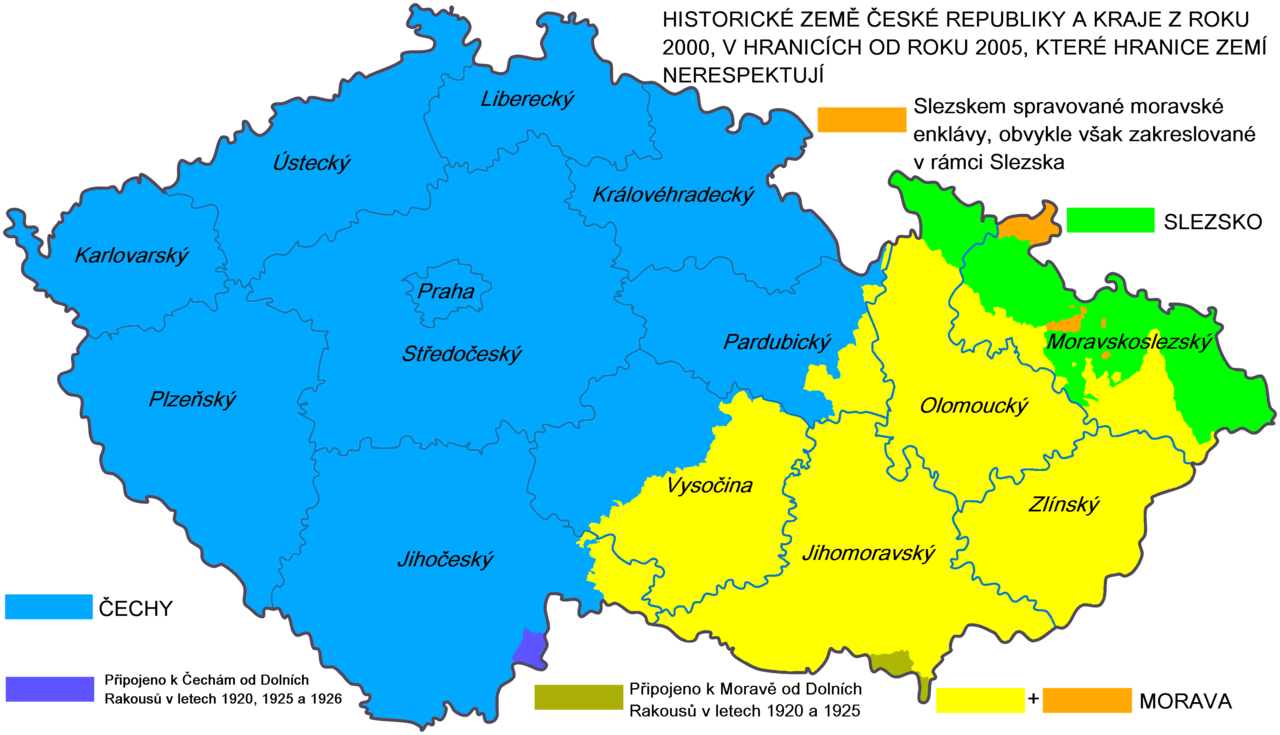 HISTORICKÉ ZEMĚ ČESKÉ REPUBLIKY A KRAJE Z ROKU
2000, V HRANICÍCH OD ROKU 2005, KTERÉ HRANICE ZEMÍ
NERESPEKTUJÍ
Slezskem spravované moravské
enklávy, obvykle však zakreslované
v rámci Slezska
SLEZSKO
Liberecký
Ústecký
Královéhradecký
Karlovarský
Praha
Středočeský
Pardubický
Moravskoslezský
Plzeňský
Olomoucký
Vysočina
Zlínský
Jihočeský
Jihomoravský
ČECHY
Připojeno k Čechám od Dolních
Rakousů v letech 1920, 1925 a 1926
Připojeno k Moravě od Dolních
Rakousů v letech 1920 a 1925
+ MORAVA